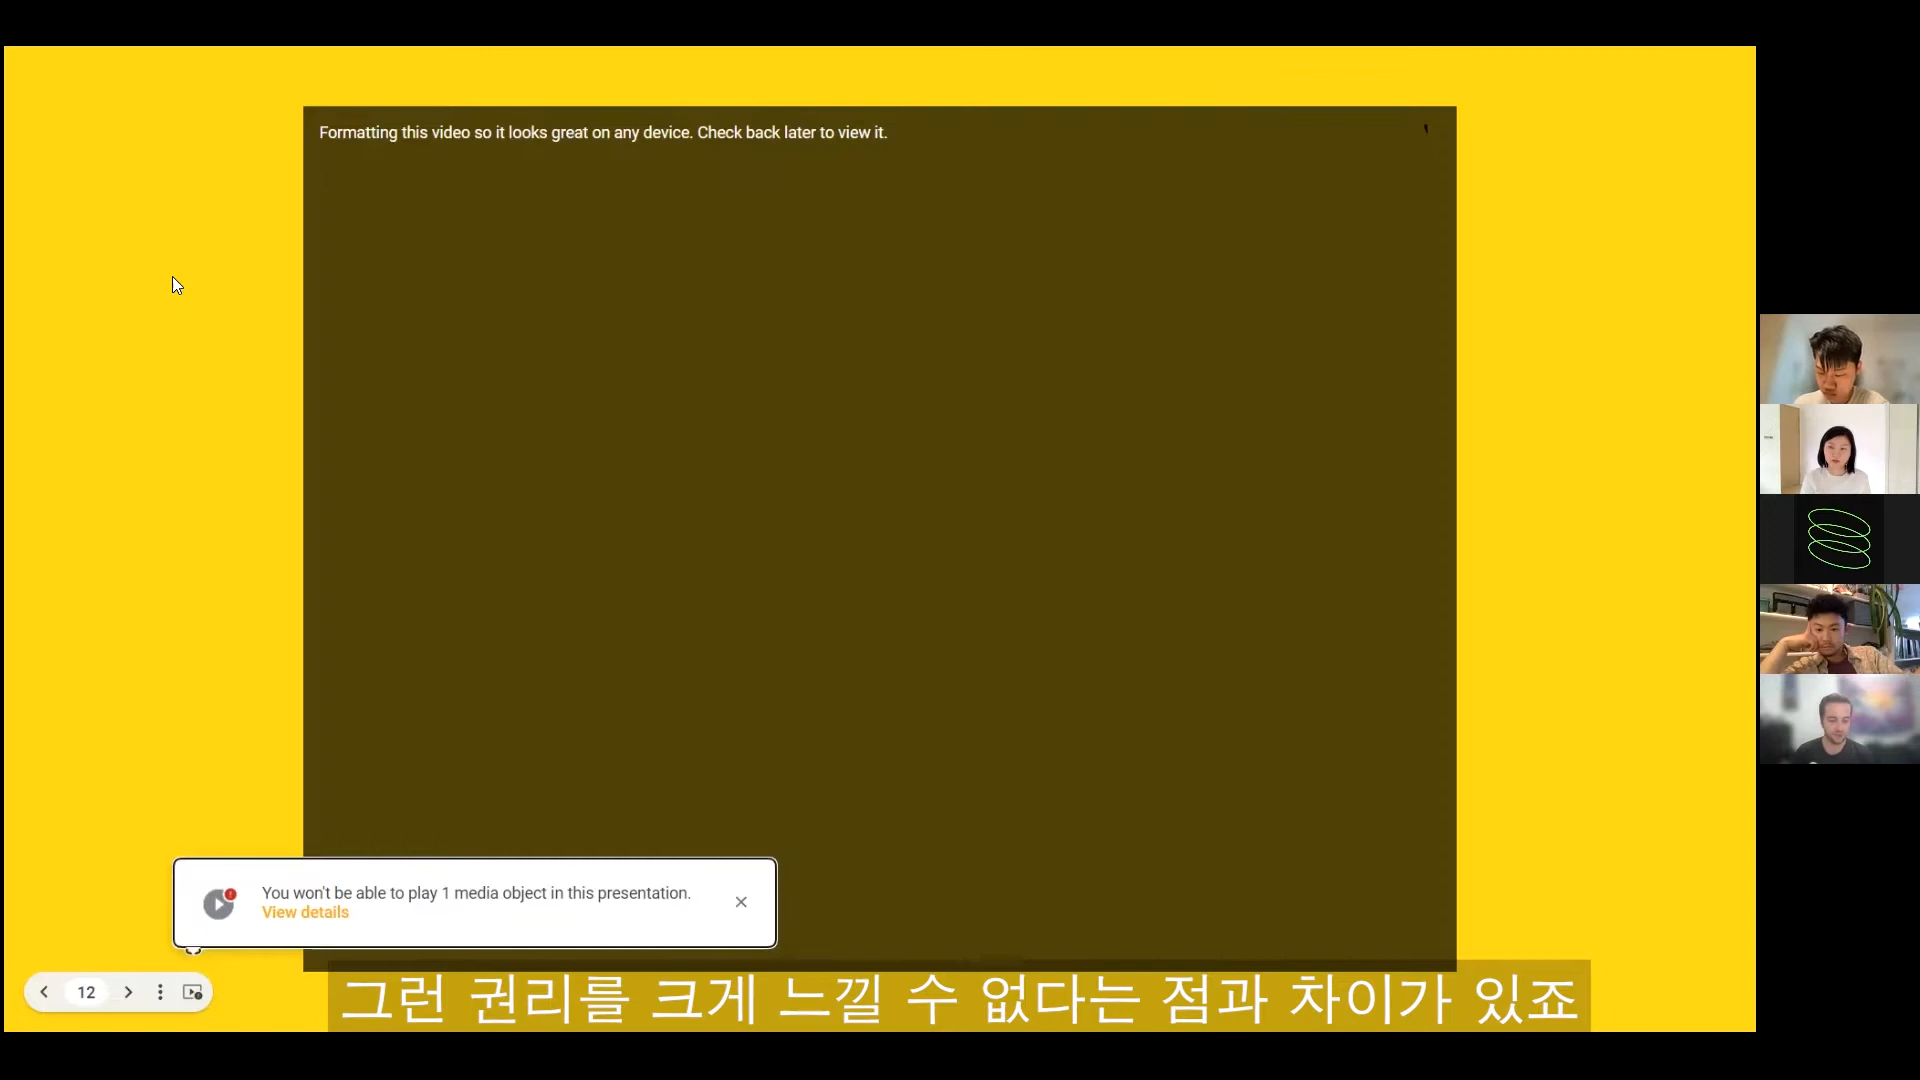 Formatting this video so it looks great on any device. Check back later to view it.
You won't be able to play 1 media object in this presentation.
View details
12
그런 권리를 크게 느낄 수 없다는 점과 차이가 있죠